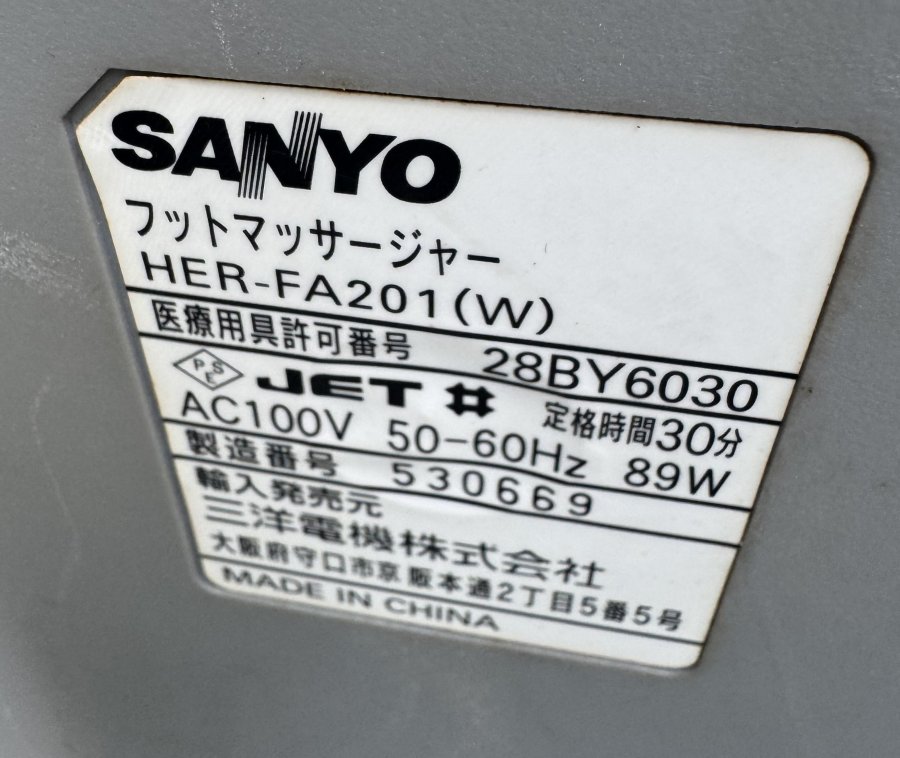 SANYO
フットマッサージャー
HER-FA201(W)
医療用具許可番号 28BY6030
PSE JET 定格時間30分
AC100V 50-60Hz 89W
製造番号 530669
輸入発売元
三洋電機株式会社
大阪府守口市京阪本通2丁目5番5号
MADE IN CHINA